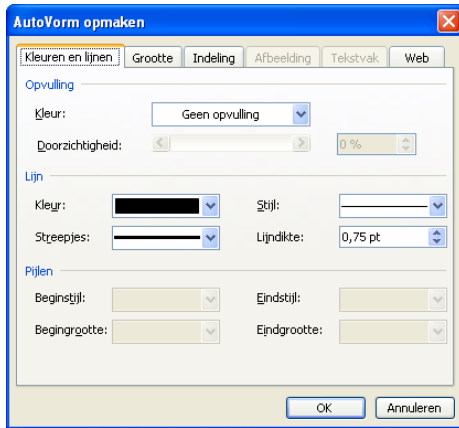 AutoVorm opmaken
Kleuren en lijnen Grootte Indeling Afbeelding Tekstvak Web
Opvulling
Kleur: Geen opvulling
Doorzichtigheid: 0 %
Lijn
Kleur: Stijl:
Streepjes: Lijndikte: 0,75 pt
Pijlen
Beginstijl: Eindstijl:
Begingrootte: Eindgrootte:
OK Annuleren